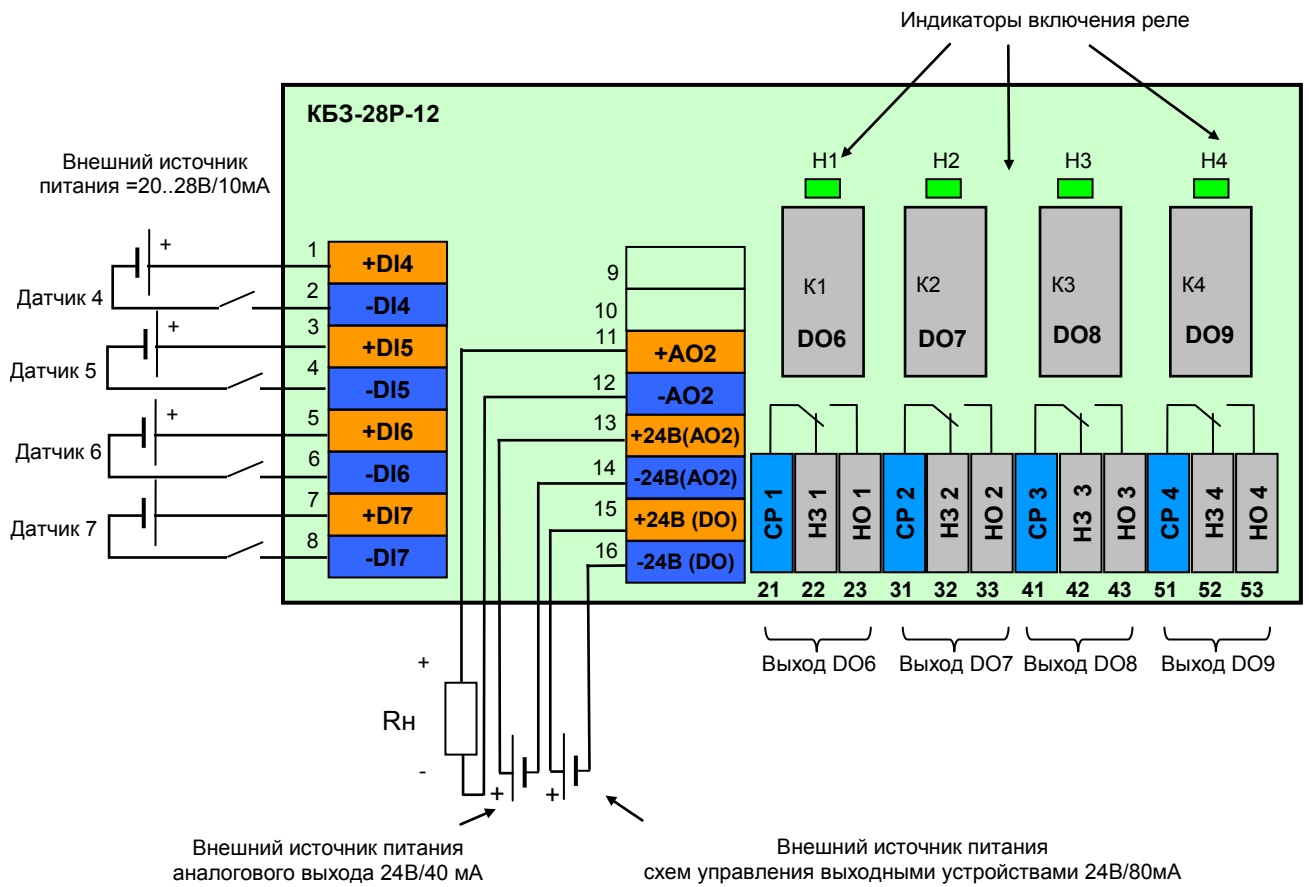 Индикаторы включения реле
КБЗ-28Р-12
Внешний источник
питания =20..28В/10мА
H1
H2
H3
H4
+
1
+DI4
Датчик 4
2
-DI4
+
3
+DI5
Датчик 5
4
-DI5
+
5
+DI6
Датчик 6
6
-DI6
7
+DI7
Датчик 7
8
-DI7
9
10
11
+AO2
12
-AO2
13
+24В(AO2)
14
-24В(AO2)
15
+24В (DO)
16
-24В (DO)
К1
DO6
К2
DO7
К3
DO8
К4
DO9
СР 1
НЗ 1
НО 1
СР 2
НЗ 2
НО 2
СР 3
НЗ 3
НО 3
СР 4
НЗ 4
НО 4
21 22 23 31 32 33 41 42 43 51 52 53
Выход DO6
Выход DO7
Выход DO8
Выход DO9
+
Rн
-
+
+
Внешний источник питания
аналогового выхода 24В/40 мА
Внешний источник питания
схем управления выходными устройствами 24В/80мА